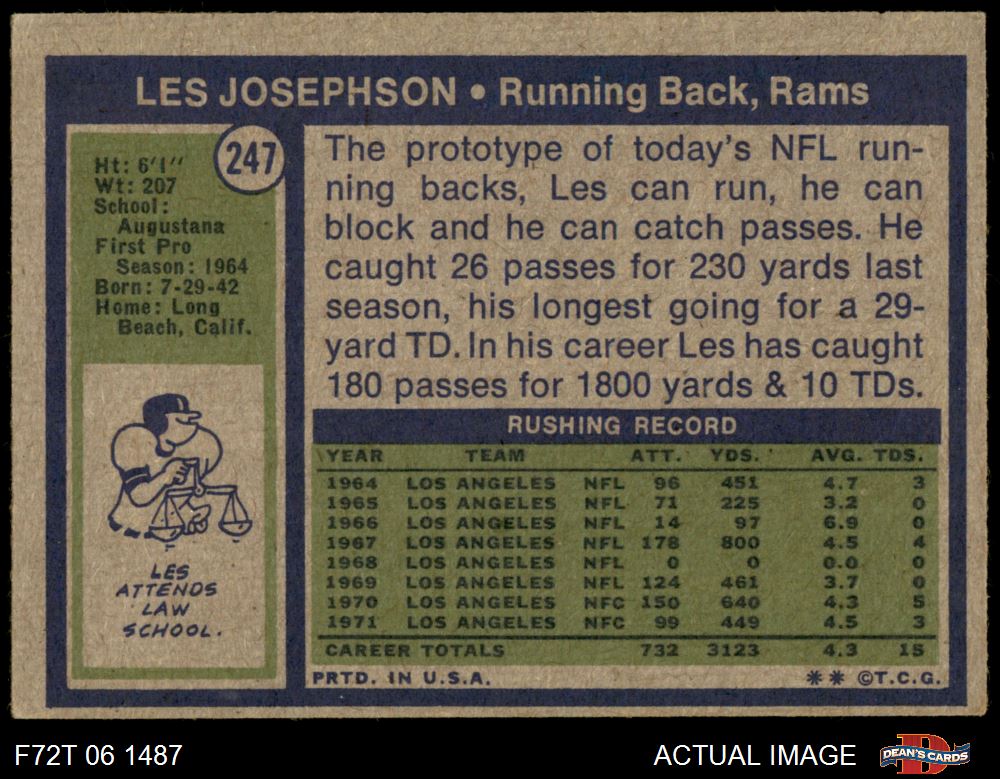 LES JOSEPHSON • Running Back, Rams
247
Ht: 6'1"
Wt: 207
School:
Augustana
First Pro
Season: 1964
Born: 7-29-42
Home: Long
Beach, Calif.
LES
ATTENDS
LAW
SCHOOL.
The prototype of today's NFL run-
ning backs, Les can run, he can
block and he can catch passes. He
caught 26 passes for 230 yards last
season, his longest going for a 29-
yard TD. In his career Les has caught
180 passes for 1800 yards & 10 TDs.
RUSHING RECORD
YEAR TEAM ATT. YDS. AVG. TDS.
1964 LOS ANGELES NFL 96 451 4.7 3
1965 LOS ANGELES NFL 71 225 3.2 0
1966 LOS ANGELES NFL 14 97 6.9 0
1967 LOS ANGELES NFL 178 800 4.5 4
1968 LOS ANGELES NFL 0 0 0.0 0
1969 LOS ANGELES NFL 124 461 3.7 0
1970 LOS ANGELES NFC 150 640 4.3 5
1971 LOS ANGELES NFC 99 449 4.5 3
CAREER TOTALS 732 3123 4.3 15
PRTD. IN U.S.A. ** ©T.C.G.
F72T 06 1487 ACTUAL IMAGE
DEAN'S CARDS